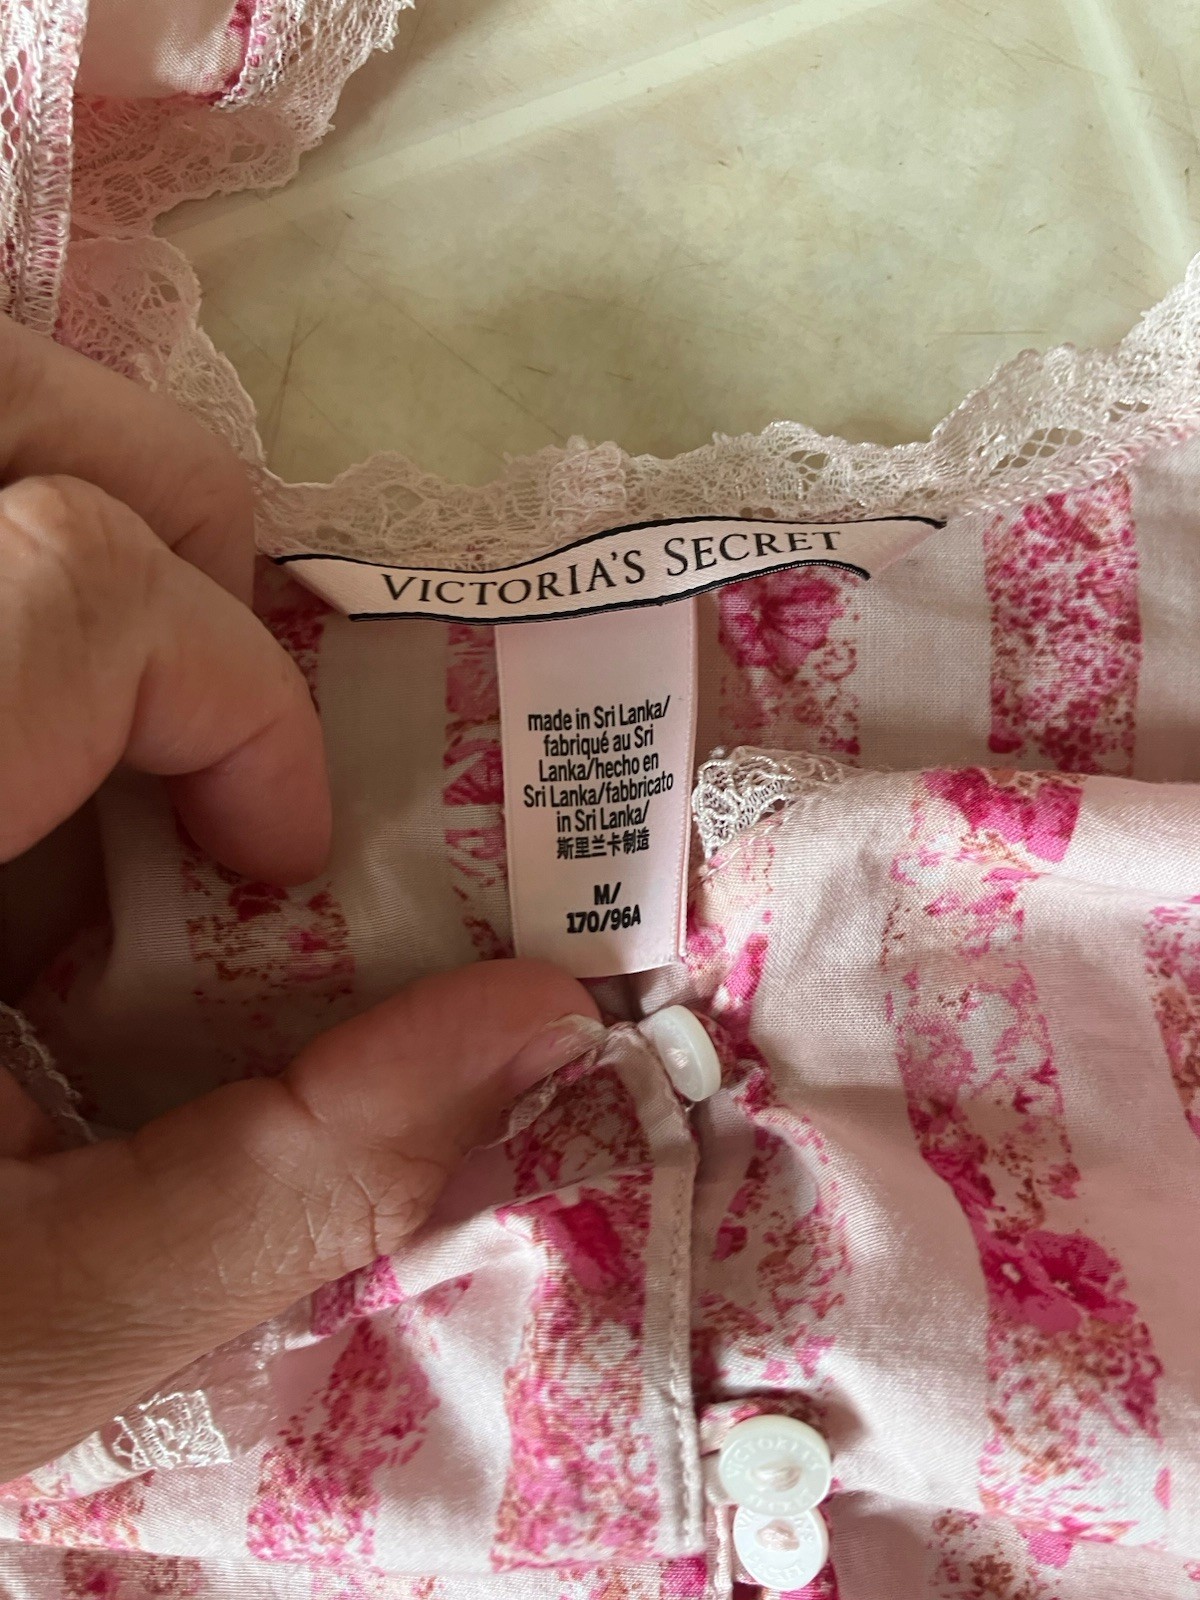 VICTORIA'S SECRET
made in Sri Lanka/
fabriqué au Sri
Lanka/hecho en
Sri Lanka/fabbricato
in Sri Lanka/
斯里兰卡制造
M/
170/96A